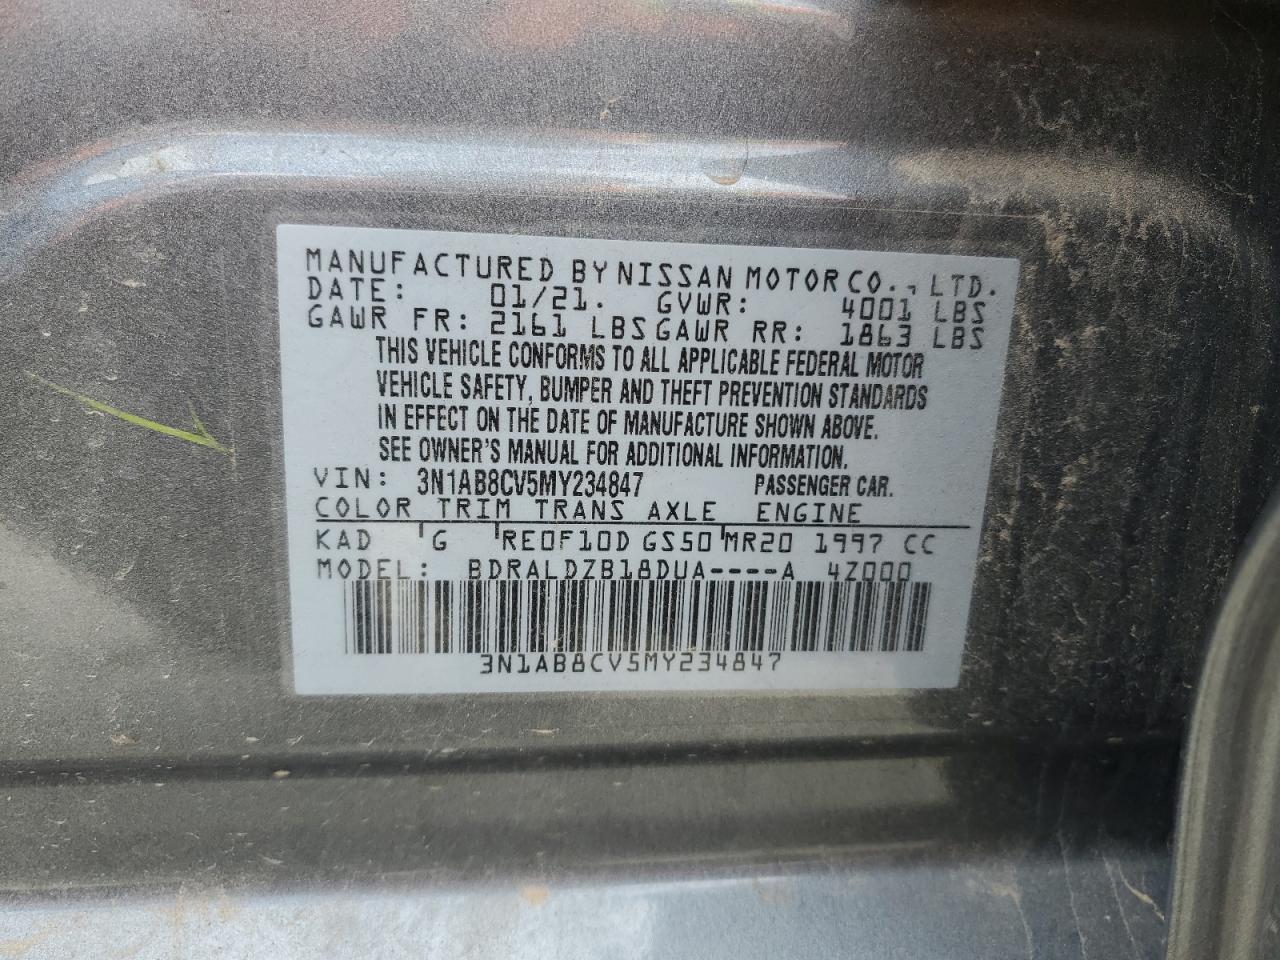 MANUFACTURED BY NISSAN MOTOR CO., LTD.
DATE: 01/21. GVWR: 4001 LBS
GAWR FR: 2161 LBS GAWR RR: 1863 LBS
THIS VEHICLE CONFORMS TO ALL APPLICABLE FEDERAL MOTOR
VEHICLE SAFETY, BUMPER AND THEFT PREVENTION STANDARDS
IN EFFECT ON THE DATE OF MANUFACTURE SHOWN ABOVE.
SEE OWNER'S MANUAL FOR ADDITIONAL INFORMATION.
VIN: 3N1AB8CV5MY234847 PASSENGER CAR.
COLOR TRIM TRANS AXLE ENGINE
KAD G RE0F10D GS50 MR20 1997 CC
MODEL: BDRALDZB18DUA----A 4Z000
3N1AB8CV5MY234847